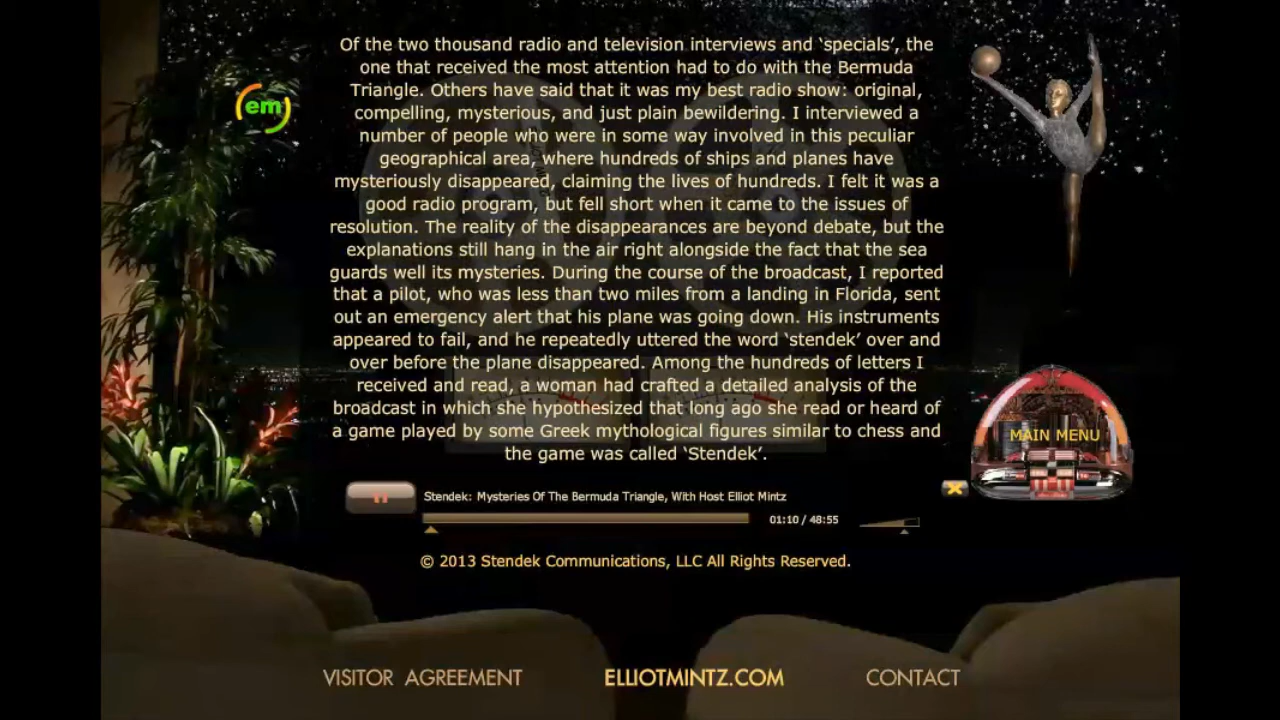 Of the two thousand radio and television interviews and ‘specials’, the
one that received the most attention had to do with the Bermuda
Triangle. Others have said that it was my best radio show: original,
compelling, mysterious, and just plain bewildering. I interviewed a
number of people who were in some way involved in this peculiar
geographical area, where hundreds of ships and planes have
mysteriously disappeared, claiming the lives of hundreds. I felt it was a
good radio program, but fell short when it came to the issues of
resolution. The reality of the disappearances are beyond debate, but the
explanations still hang in the air right alongside the fact that the sea
guards well its mysteries. During the course of the broadcast, I reported
that a pilot, who was less than two miles from a landing in Florida, sent
out an emergency alert that his plane was going down. His instruments
appeared to fail, and he repeatedly uttered the word ‘stendek’ over and
over before the plane disappeared. Among the hundreds of letters I
received and read, a woman had crafted a detailed analysis of the
broadcast in which she hypothesized that long ago she read or heard of
a game played by some Greek mythological figures similar to chess and
the game was called ‘Stendek’.
em
MAIN MENU
Stendek: Mysteries Of The Bermuda Triangle, With Host Elliot Mintz
01:10 / 48:55
© 2013 Stendek Communications, LLC All Rights Reserved.
VISITOR AGREEMENT
ELLIOTMINTZ.COM
CONTACT